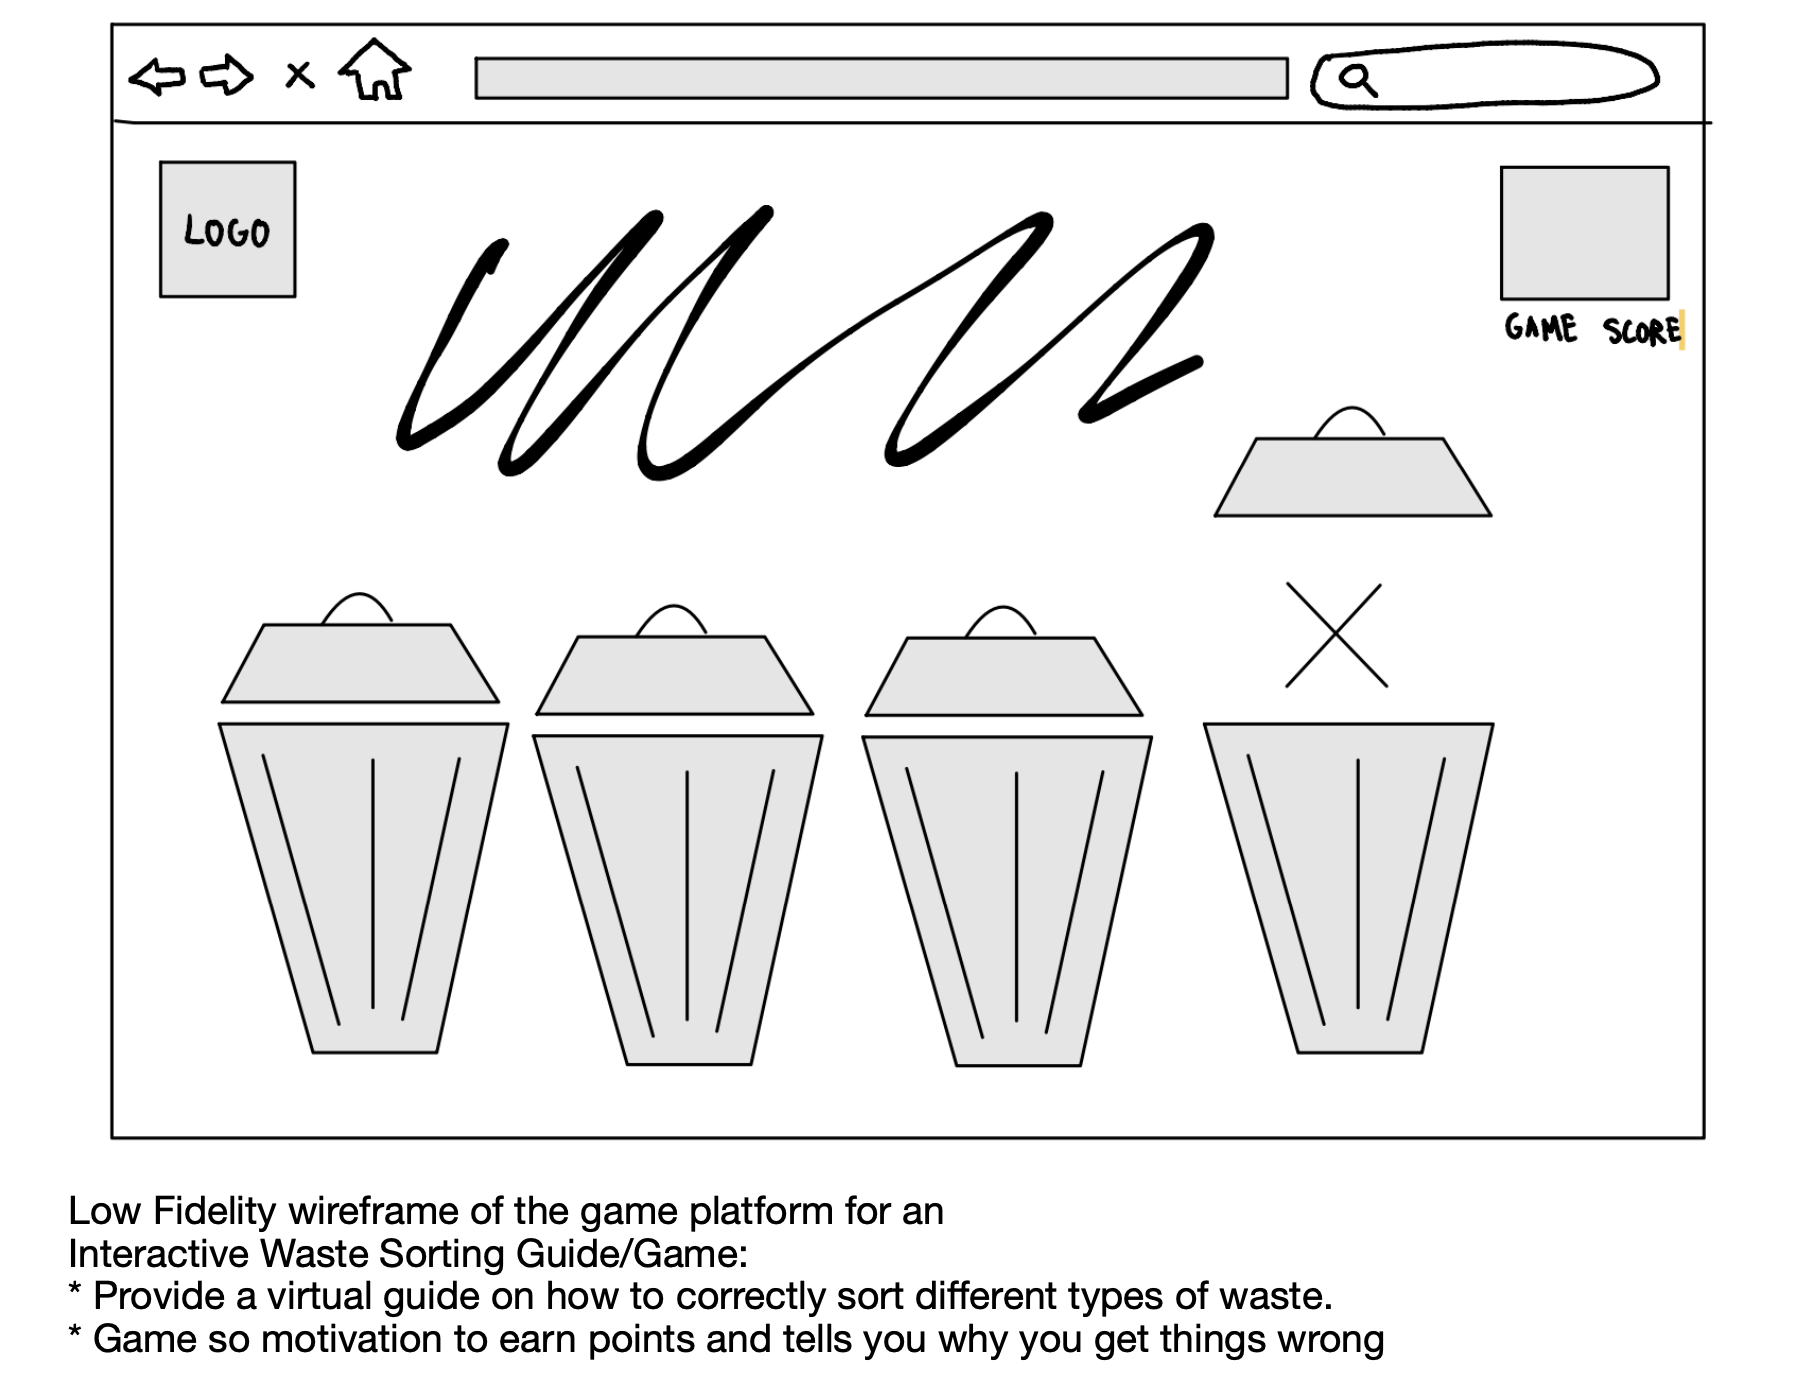 LOGO
GAME SCORE
Low Fidelity wireframe of the game platform for an
Interactive Waste Sorting Guide/Game:
* Provide a virtual guide on how to correctly sort different types of waste.
* Game so motivation to earn points and tells you why you get things wrong